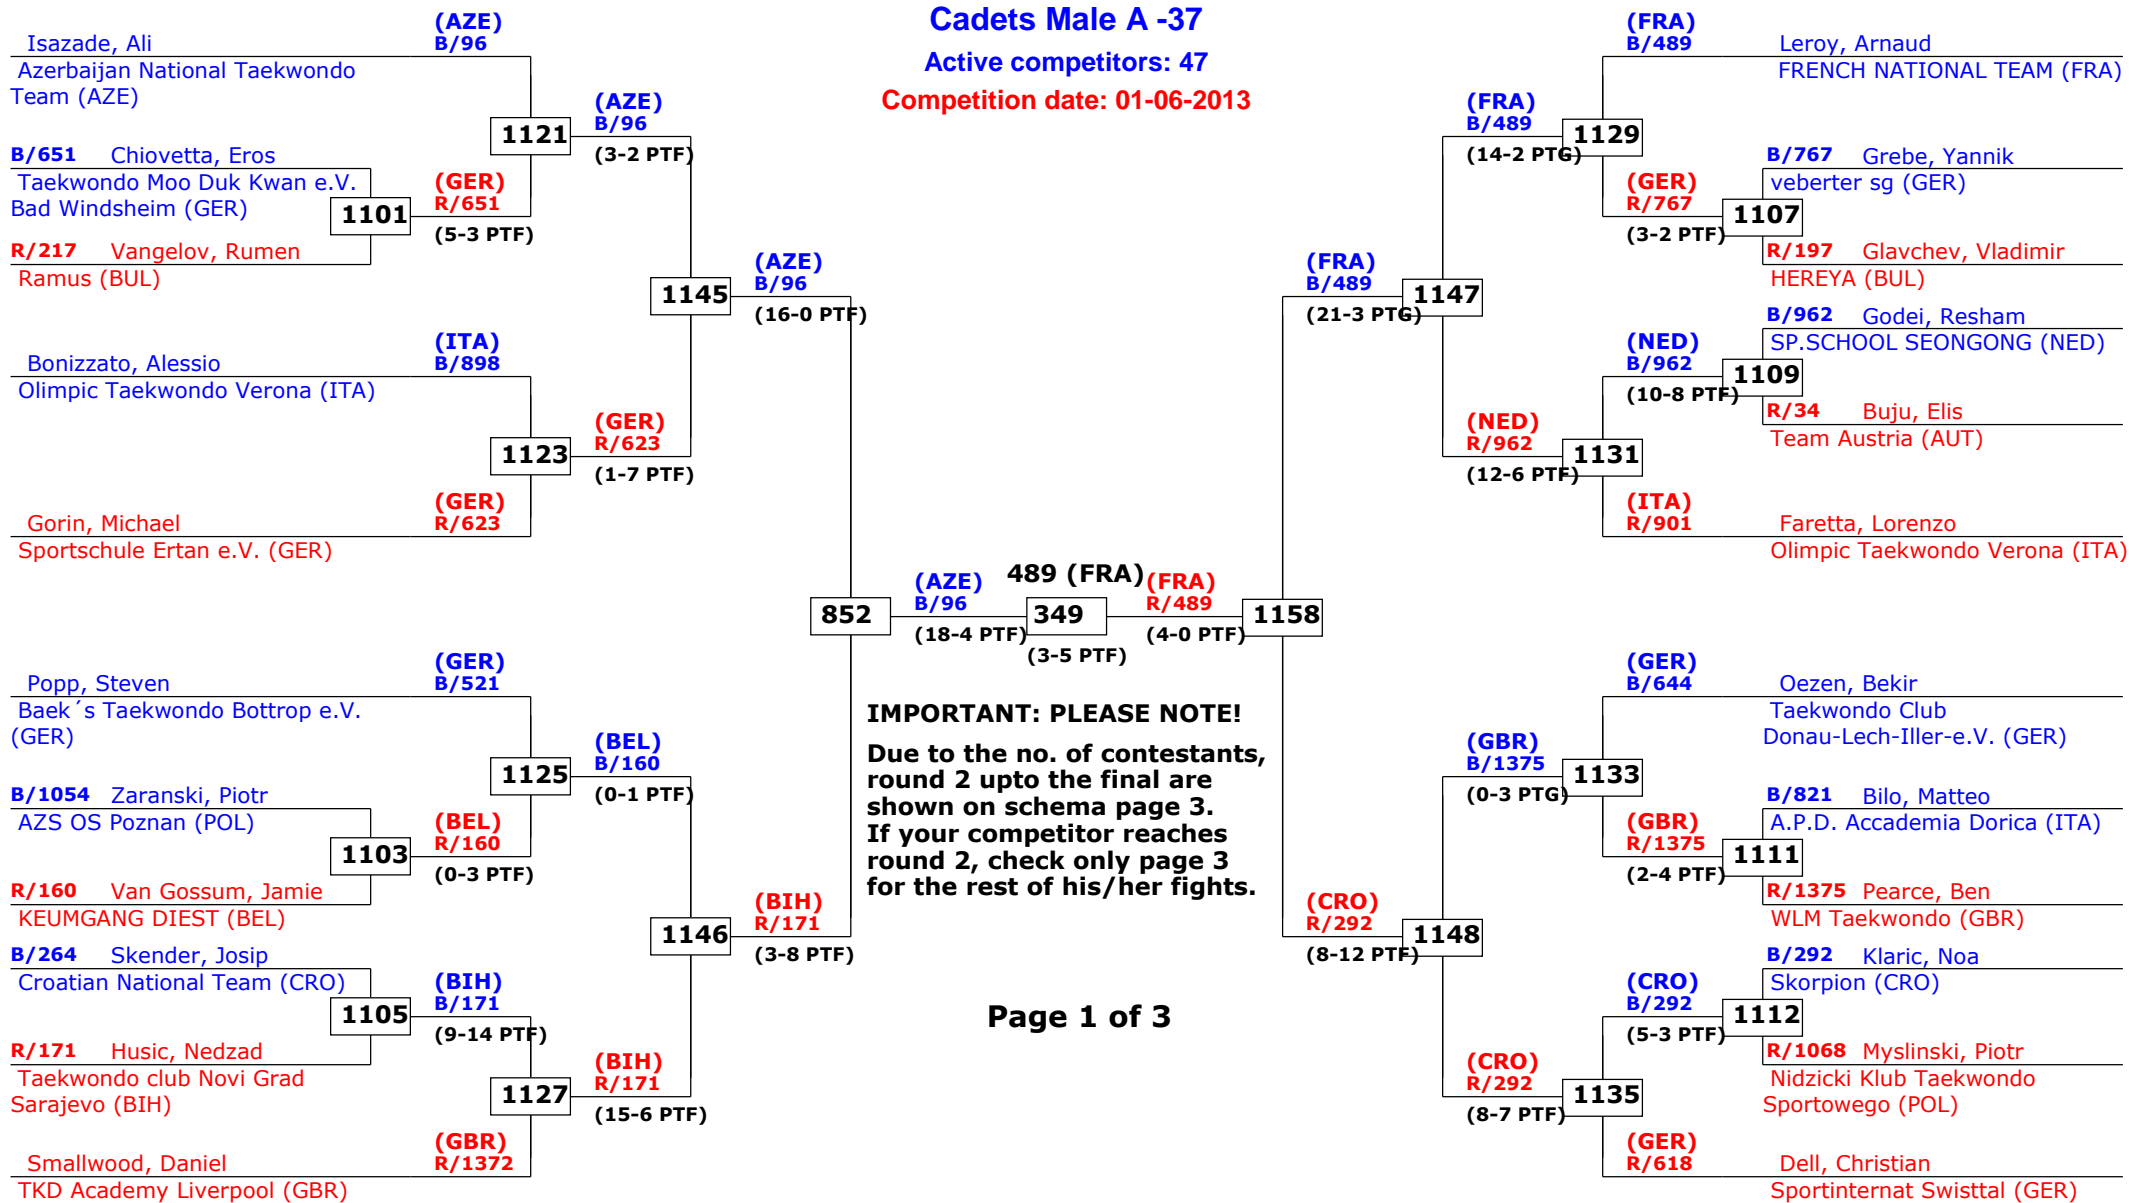 Cadets Male A -37
Active competitors: 47
Competition date: 01-06-2013
(AZE)
B/96
Isazade, Ali
Azerbaijan National Taekwondo
Team (AZE)
B/651 Chiovetta, Eros
Taekwondo Moo Duk Kwan e.V.
Bad Windsheim (GER)
1101
(GER)
R/651
(5-3 PTF)
R/217 Vangelov, Rumen
Ramus (BUL)
1121
(AZE)
B/96
(3-2 PTF)
(ITA)
B/898
Bonizzato, Alessio
Olimpic Taekwondo Verona (ITA)
1123
(GER)
R/623
(1-7 PTF)
(GER)
R/623
Gorin, Michael
Sportschule Ertan e.V. (GER)
1145
(AZE)
B/96
(16-0 PTF)
(GER)
B/521
Popp, Steven
Baek´s Taekwondo Bottrop e.V.
(GER)
1125
(BEL)
B/160
(0-1 PTF)
B/1054 Zaranski, Piotr
AZS OS Poznan (POL)
1103
(BEL)
R/160
(0-3 PTF)
R/160 Van Gossum, Jamie
KEUMGANG DIEST (BEL)
B/264 Skender, Josip
Croatian National Team (CRO)
1105
(BIH)
B/171
(9-14 PTF)
R/171 Husic, Nedzad
Taekwondo club Novi Grad
Sarajevo (BIH)
1127
(BIH)
R/171
(15-6 PTF)
(GBR)
R/1372
Smallwood, Daniel
TKD Academy Liverpool (GBR)
1146
(BIH)
R/171
(3-8 PTF)
852
(AZE)
B/96
(18-4 PTF)
489 (FRA)
349
(3-5 PTF)
(FRA)
R/489
(4-0 PTF)
1158
IMPORTANT: PLEASE NOTE!
Due to the no. of contestants,
round 2 upto the final are
shown on schema page 3.
If your competitor reaches
round 2, check only page 3
for the rest of his/her fights.
Page 1 of 3
(FRA)
B/489
Leroy, Arnaud
FRENCH NATIONAL TEAM (FRA)
(FRA)
B/489
(14-2 PTG)
1129
B/767 Grebe, Yannik
veberter sg (GER)
(GER)
R/767
(3-2 PTF)
1107
R/197 Glavchev, Vladimir
HEREYA (BUL)
(FRA)
B/489
(21-3 PTG)
1147
B/962 Godei, Resham
SP.SCHOOL SEONGONG (NED)
(NED)
B/962
(10-8 PTF)
1109
R/34 Buju, Elis
Team Austria (AUT)
(NED)
R/962
(12-6 PTF)
1131
(ITA)
R/901
Faretta, Lorenzo
Olimpic Taekwondo Verona (ITA)
(GER)
B/644
Oezen, Bekir
Taekwondo Club
Donau-Lech-Iller-e.V. (GER)
(GBR)
B/1375
(0-3 PTG)
1133
B/821 Bilo, Matteo
A.P.D. Accademia Dorica (ITA)
(GBR)
R/1375
(2-4 PTF)
1111
R/1375 Pearce, Ben
WLM Taekwondo (GBR)
(CRO)
R/292
(8-12 PTF)
1148
B/292 Klaric, Noa
Skorpion (CRO)
(CRO)
B/292
(5-3 PTF)
1112
R/1068 Myslinski, Piotr
Nidzicki Klub Taekwondo
Sportowego (POL)
(CRO)
R/292
(8-7 PTF)
1135
(GER)
R/618
Dell, Christian
Sportinternat Swisttal (GER)